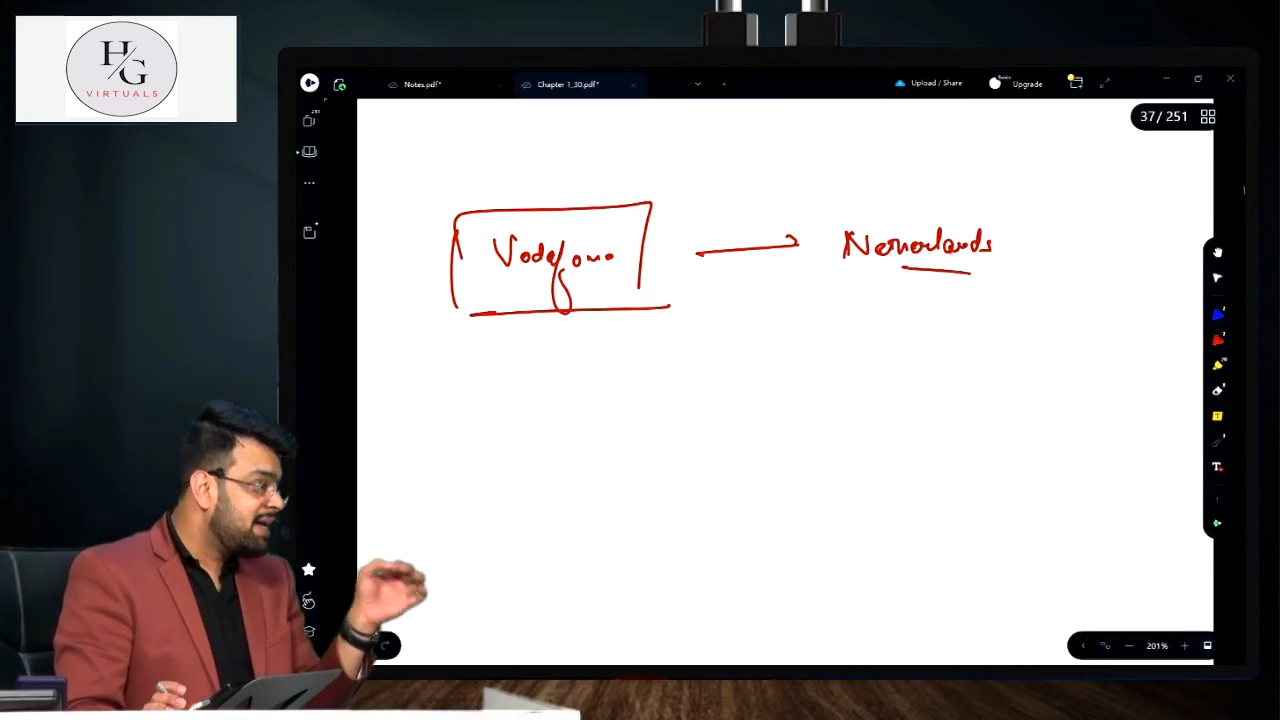 H/G
VIRTUALS
Notes.pdf*
Chapter 1_30.pdf*
Upload / Share
Upgrade
37 / 251
Vodafone
Netherlands
201%